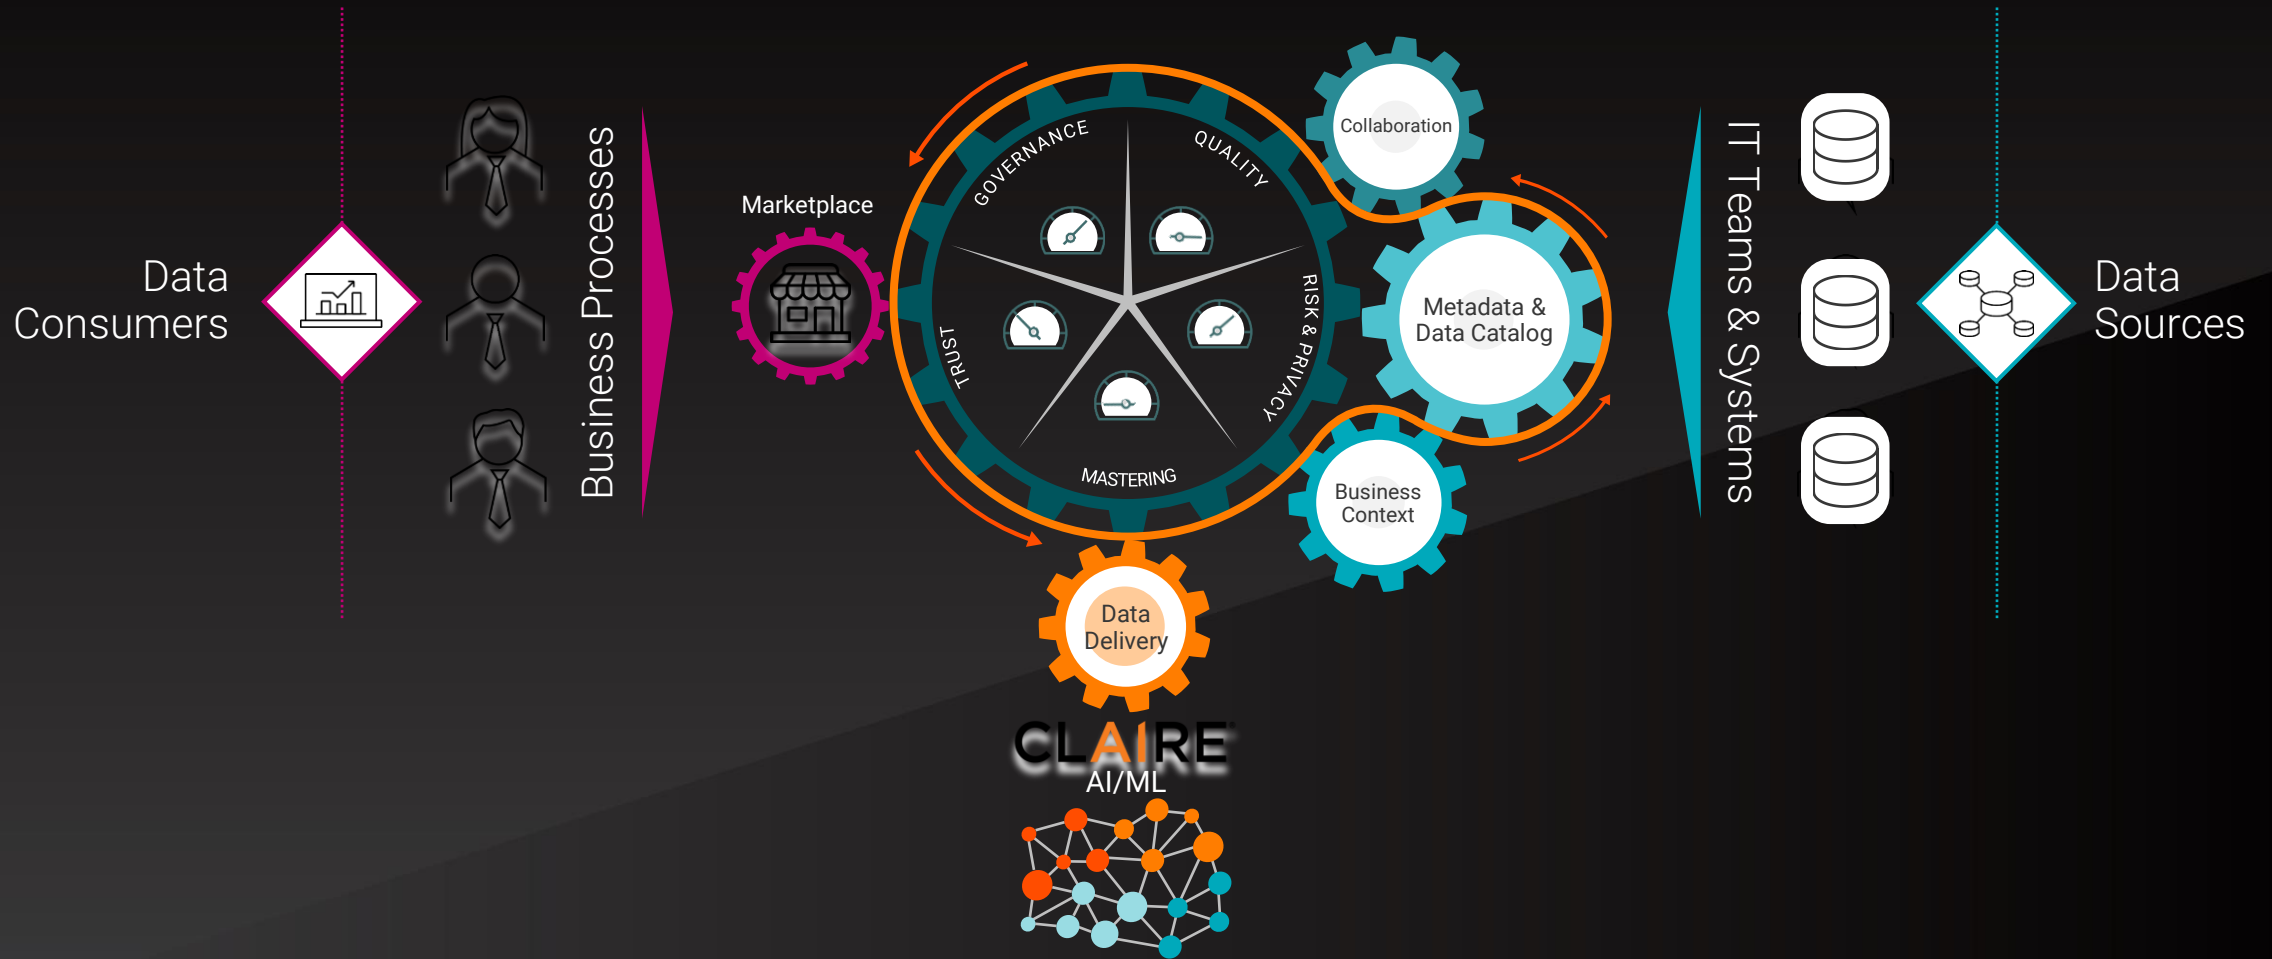 Data
Consumers
Business Processes
Marketplace
GOVERNANCE
QUALITY
RISK & PRIVACY
MASTERING
TRUST
Collaboration
Metadata &
Data Catalog
Business
Context
Data
Delivery
CLAIRE
AI/ML
IT Teams & Systems
Data
Sources